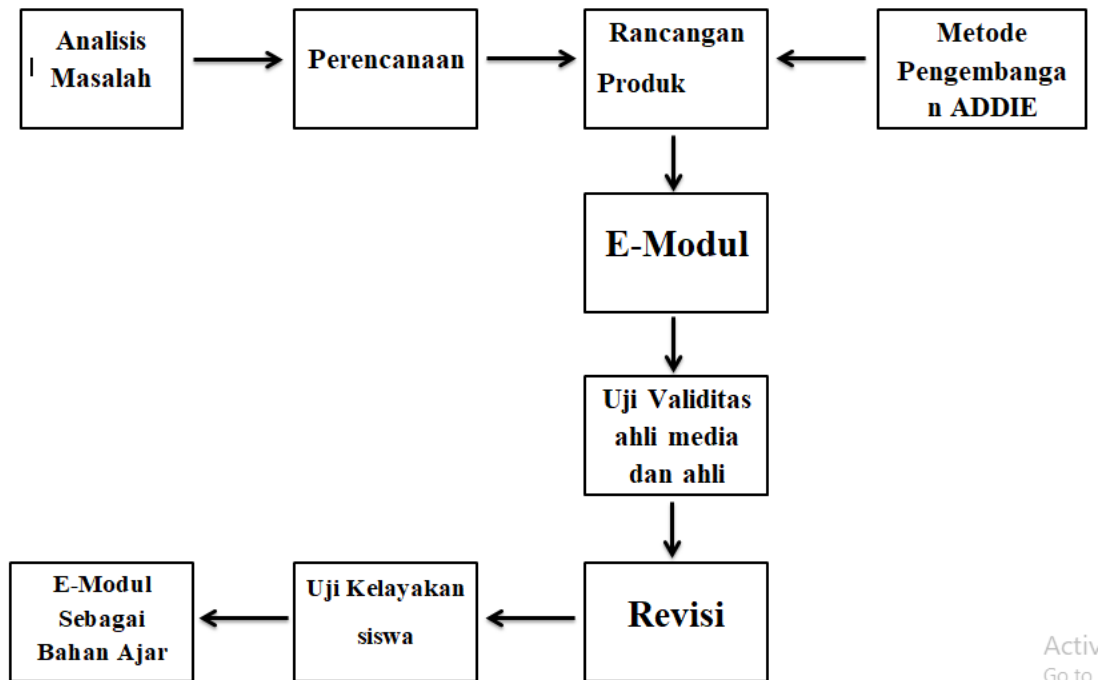 Analisis
Masalah
Perencanaan
Rancangan
Produk
Metode
Pengembanga
n ADDIE
E-Modul
Uji Validitas
ahli media
dan ahli
Revisi
Uji Kelayakan
siswa
E-Modul
Sebagai
Bahan Ajar
Activ
Go to